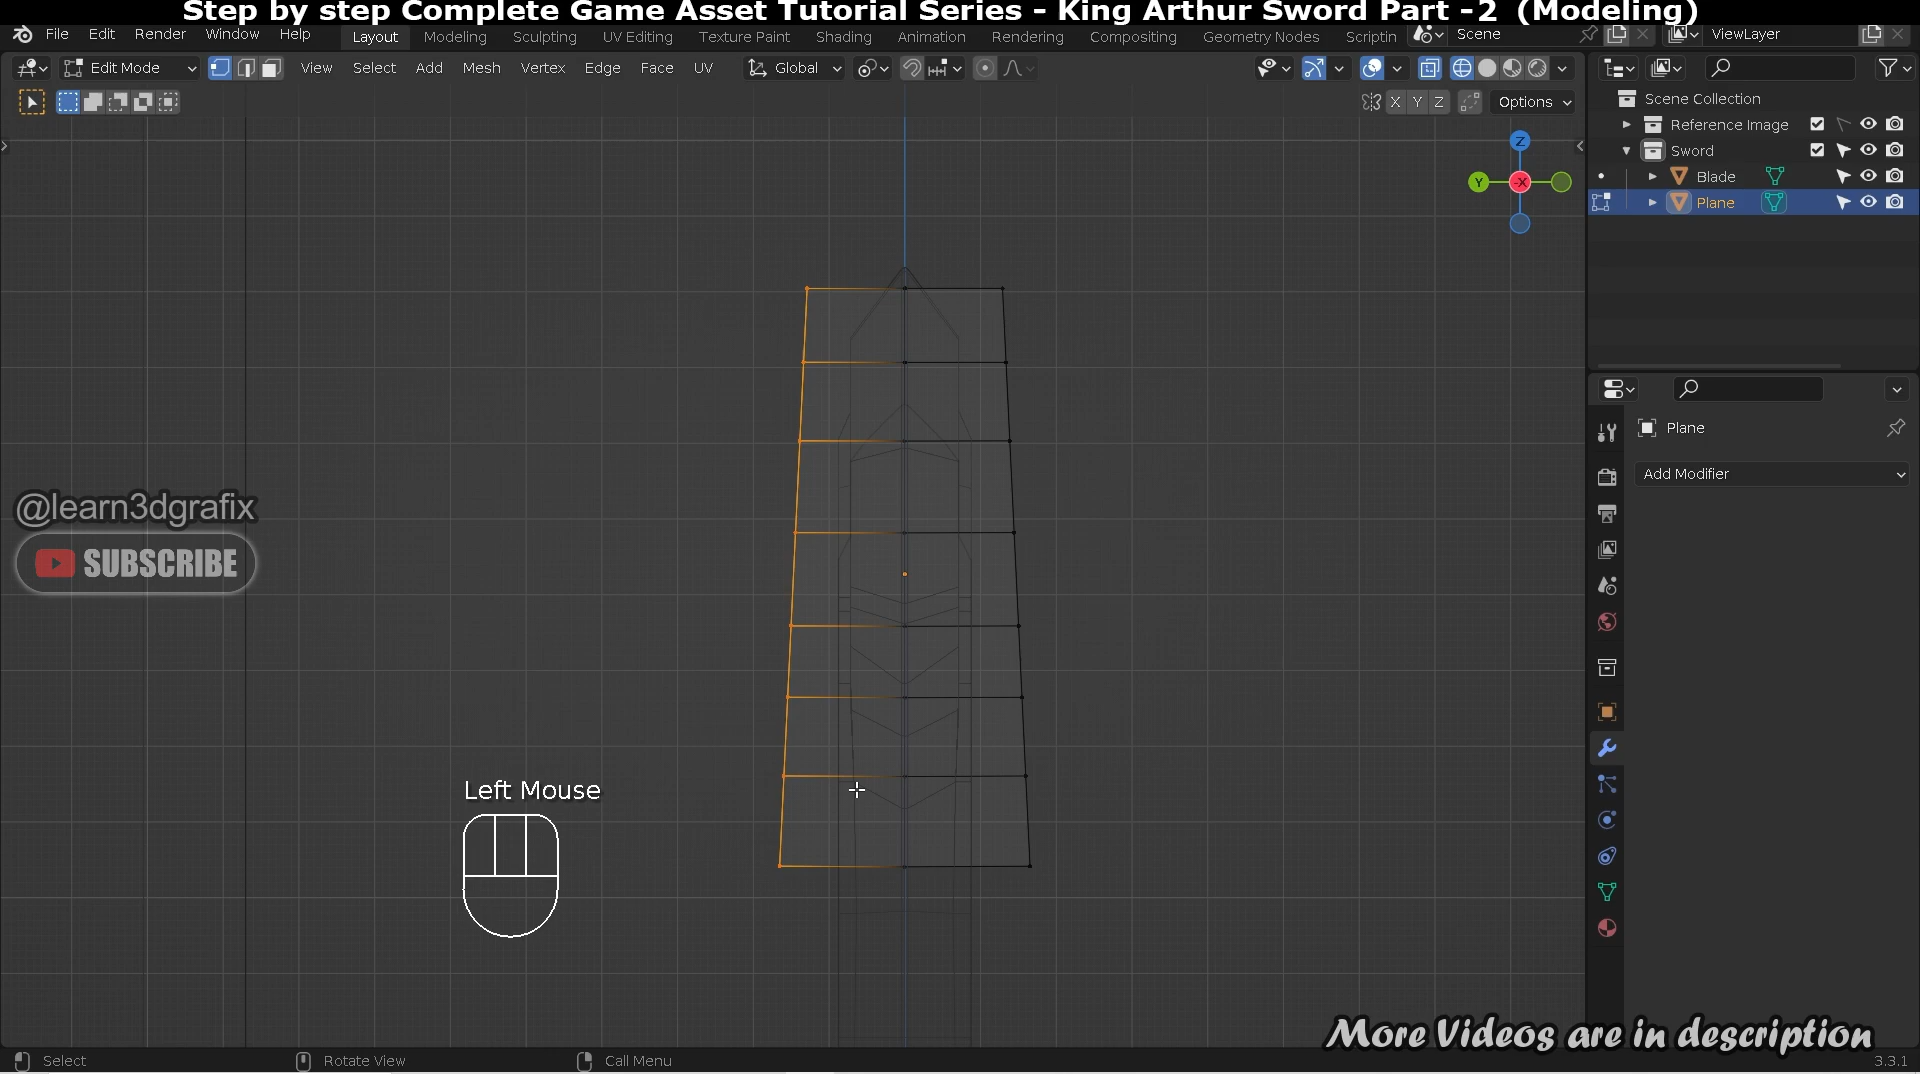 Step by step Complete Game Asset Tutorial Series - King Arthur Sword Part -2 (Modeling)
File Edit Render Window Help Layout Modeling Sculpting UV Editing Texture Paint Shading Animation Rendering Compositing Geometry Nodes Scriptin Scene ViewLayer
Edit Mode View Select Add Mesh Vertex Edge Face UV Global
X Y Z Options
Scene Collection
Reference Image
Sword
Blade
Plane
Z
Y -X
Plane
Add Modifier
@learn3dgrafix
SUBSCRIBE
Left Mouse
More Videos are in description
Select Rotate View Call Menu 3.3.1